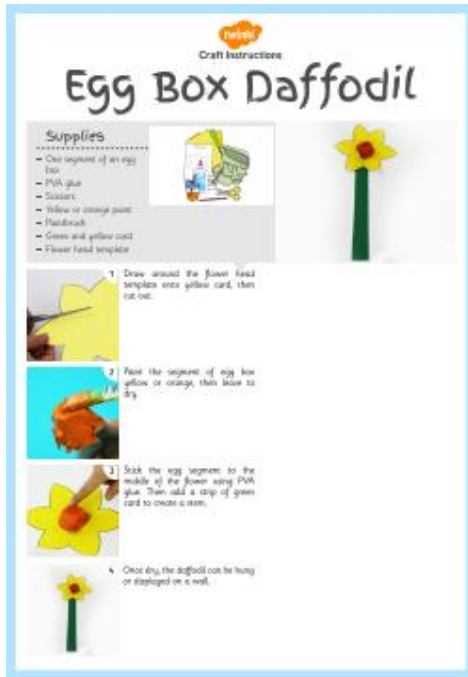 twinkl
Craft Instructions
Egg Box Daffodil
Supplies
- One segment of an egg
box
- PVA glue
- Scissors
- Yellow or orange paint
- Paintbrush
- Green and yellow card
- Flower head template
1 Draw around the flower head
template onto yellow card, then
cut out.
2 Paint the segment of egg box
yellow or orange, then leave to
dry.
3 Stick the egg segment to the
middle of the flower using PVA
glue. Then add a strip of green
card to create a stem.
4 Once dry, the daffodil can be hung
or displayed on a wall.